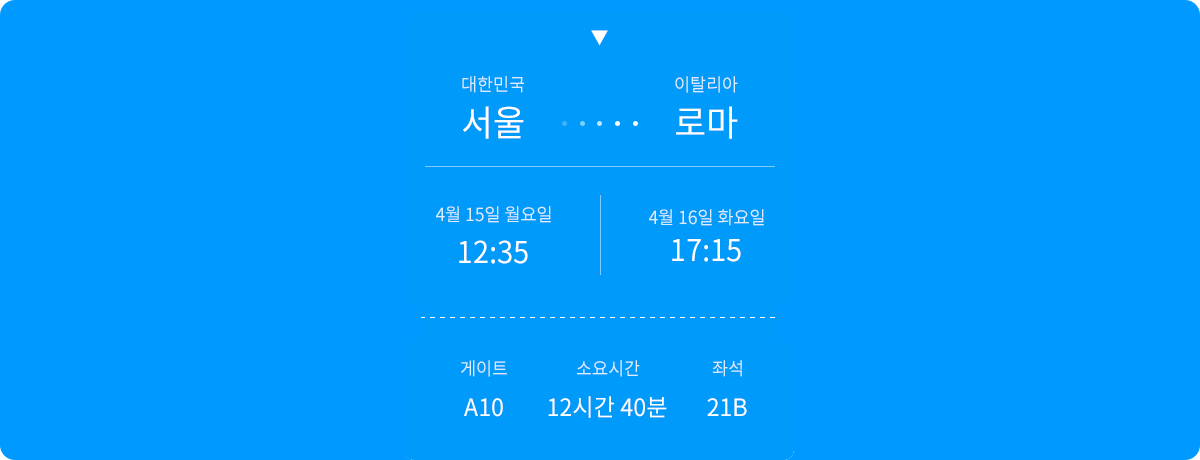 대한민국 이탈리아
서울 로마
4월 15일 월요일 4월 16일 화요일
12:35 17:15
게이트 소요시간 좌석
A10 12시간 40분 21B